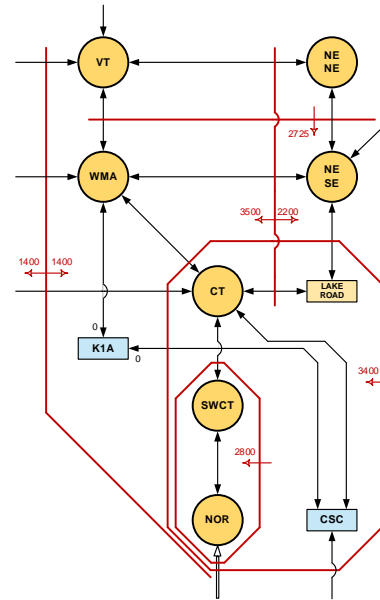 VT
NE
NE
2725
WMA
NE
SE
3500 2200
1400 1400
CT
LAKE
ROAD
0
K1A
0
3400
SWCT
2800
NOR
CSC